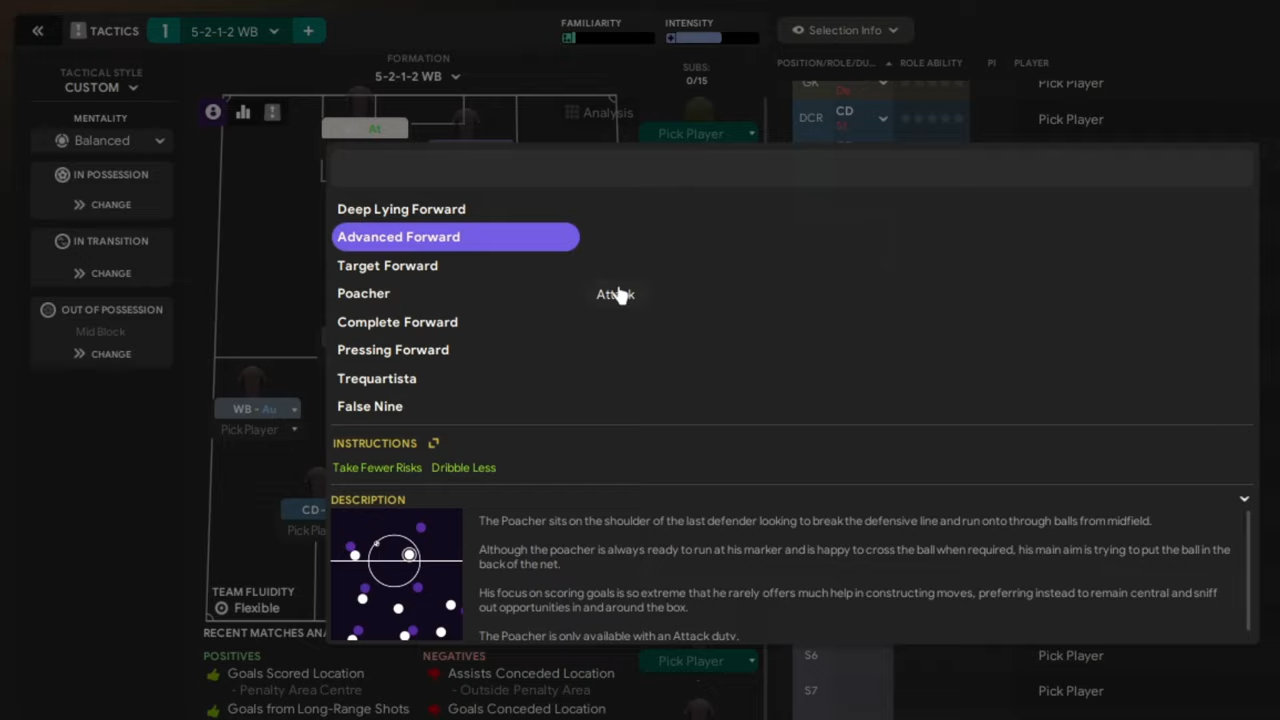 TACTICS
1
5-2-1-2 WB
+
FAMILIARITY
INTENSITY
Selection Info
TACTICAL STYLE
CUSTOM
FORMATION
5-2-1-2 WB
SUBS:
0/15
POSITION/ROLE/DU...
ROLE ABILITY
PI
PLAYER
GK
De
Pick Player
DCR
CD
St
Pick Player
MENTALITY
Balanced
IN POSSESSION
CHANGE
IN TRANSITION
CHANGE
OUT OF POSSESSION
Mid Block
CHANGE
Analysis
At
Pick Player
Deep Lying Forward
Advanced Forward
Target Forward
Poacher
Attack
Complete Forward
Pressing Forward
Trequartista
False Nine
WB - Au
Pick Player
INSTRUCTIONS
Take Fewer Risks Dribble Less
DESCRIPTION
The Poacher sits on the shoulder of the last defender looking to break the defensive line and run onto through balls from midfield.
Although the poacher is always ready to run at his marker and is happy to cross the ball when required, his main aim is trying to put the ball in the
back of the net.
His focus on scoring goals is so extreme that he rarely offers much help in constructing moves, preferring instead to remain central and sniff
out opportunities in and around the box.
The Poacher is only available with an Attack duty.
CD -
Pick Pla
TEAM FLUIDITY
Flexible
RECENT MATCHES ANA
POSITIVES
Goals Scored Location
- Penalty Area Centre
Goals from Long-Range Shots
NEGATIVES
Assists Conceded Location
- Outside Penalty Area
Goals Conceded Location
Pick Player
S6
Pick Player
S7
Pick Player